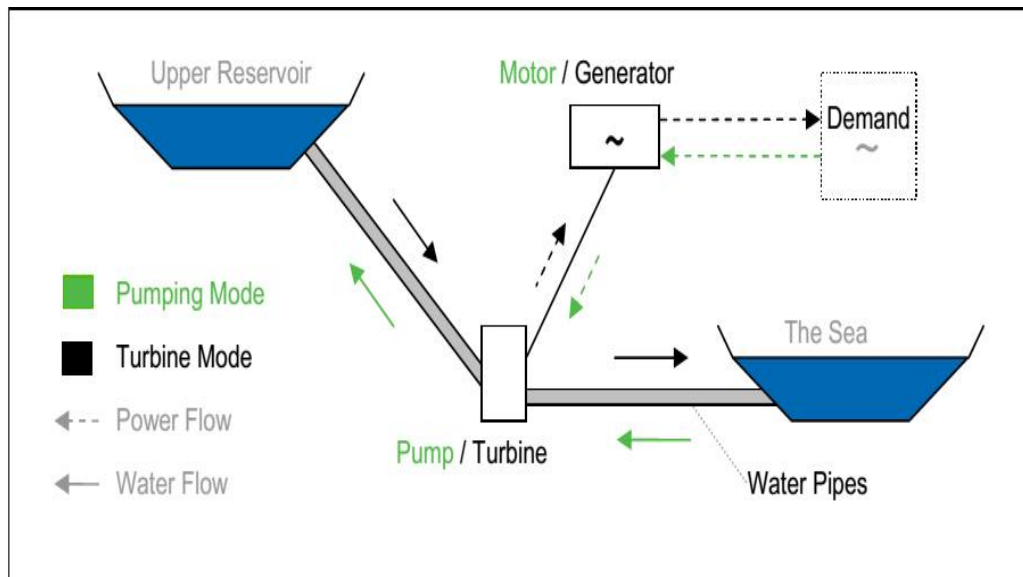 Upper Reservoir
Motor / Generator
Demand
~
~
Pumping Mode
The Sea
Turbine Mode
Power Flow
Pump / Turbine
Water Flow
Water Pipes